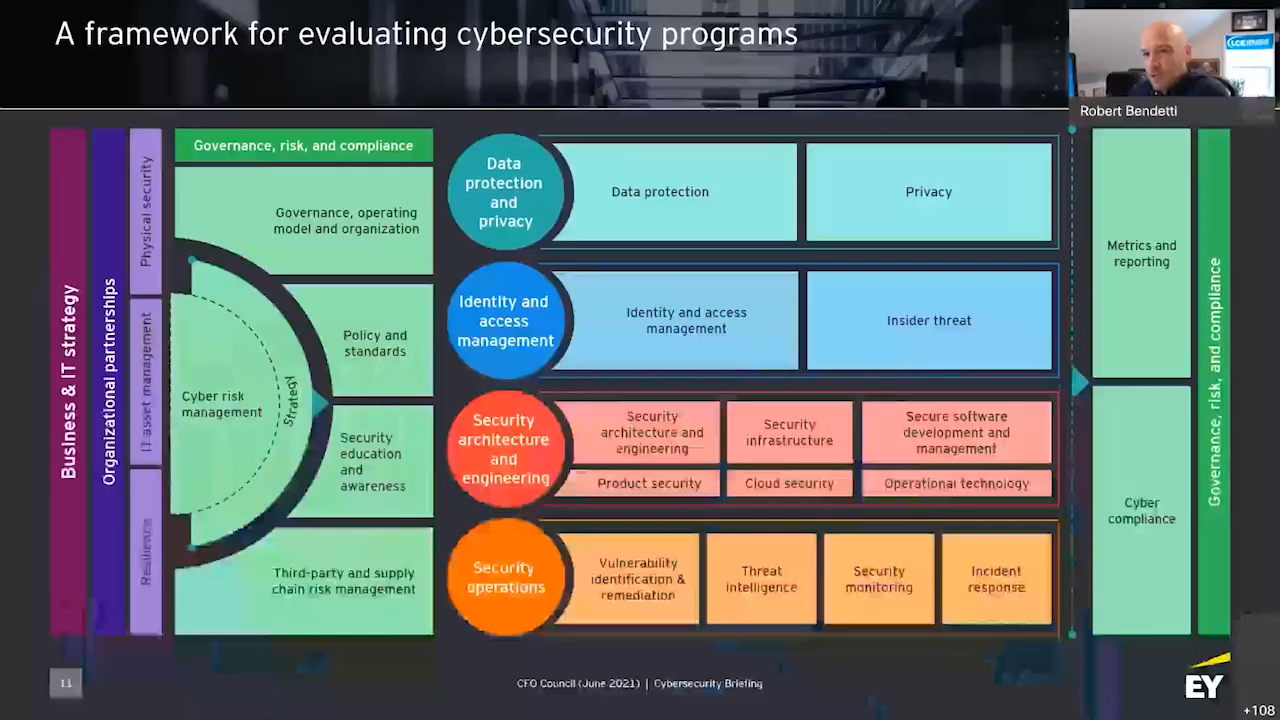 A framework for evaluating cybersecurity programs
Robert Bendetti
Business & IT strategy
Organizational partnerships
Physical security
IT asset management
Resilience
Governance, risk, and compliance
Governance, operating
model and organization
Policy and
standards
Cyber risk
management
Strategy
Security
education
and
awareness
Third-party and supply
chain risk management
Data
protection
and
privacy
Data protection
Privacy
Identity and
access
management
Identity and access
management
Insider threat
Security
architecture
and
engineering
Security
architecture and
engineering
Security
infrastructure
Secure software
development and
management
Product security
Cloud security
Operational technology
Security
operations
Vulnerability
identification &
remediation
Threat
intelligence
Security
monitoring
Incident
response
Metrics and
reporting
Cyber
compliance
Governance, risk, and compliance
11
CFO Council (June 2021) | Cybersecurity Briefing
EY
+108